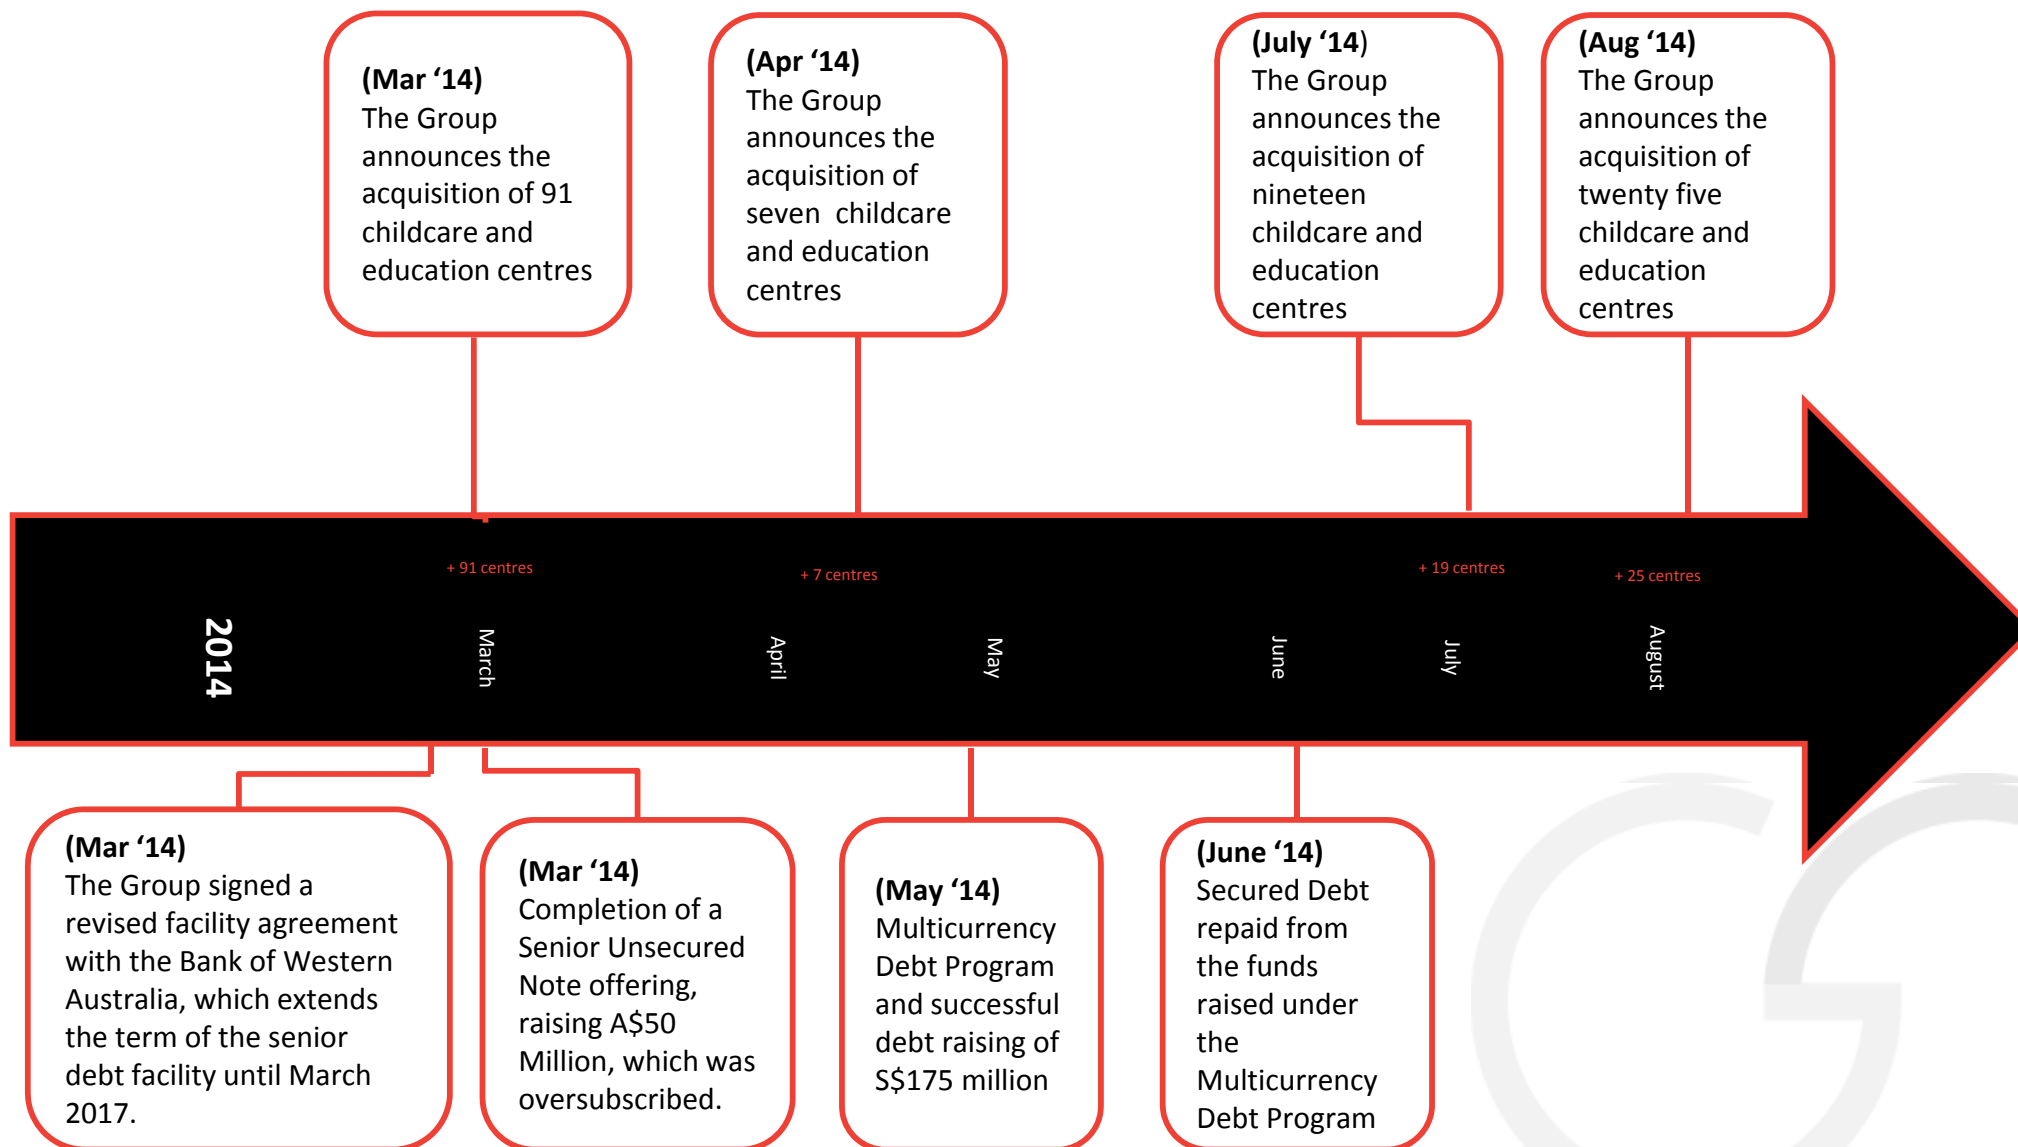 (Mar ‘14)
The Group
announces the
acquisition of 91
childcare and
education centres
(Apr ‘14)
The Group
announces the
acquisition of
seven childcare
and education
centres
(July ‘14)
The Group
announces the
acquisition of
nineteen
childcare and
education
centres
(Aug ‘14)
The Group
announces the
acquisition of
twenty five
childcare and
education
centres
+ 91 centres
+ 7 centres
+ 19 centres
+ 25 centres
2014
March
April
May
June
July
August
(Mar ‘14)
The Group signed a
revised facility agreement
with the Bank of Western
Australia, which extends
the term of the senior
debt facility until March
2017.
(Mar ‘14)
Completion of a
Senior Unsecured
Note offering,
raising A$50
Million, which was
oversubscribed.
(May ‘14)
Multicurrency
Debt Program
and successful
debt raising of
S$175 million
(June ‘14)
Secured Debt
repaid from
the funds
raised under
the
Multicurrency
Debt Program